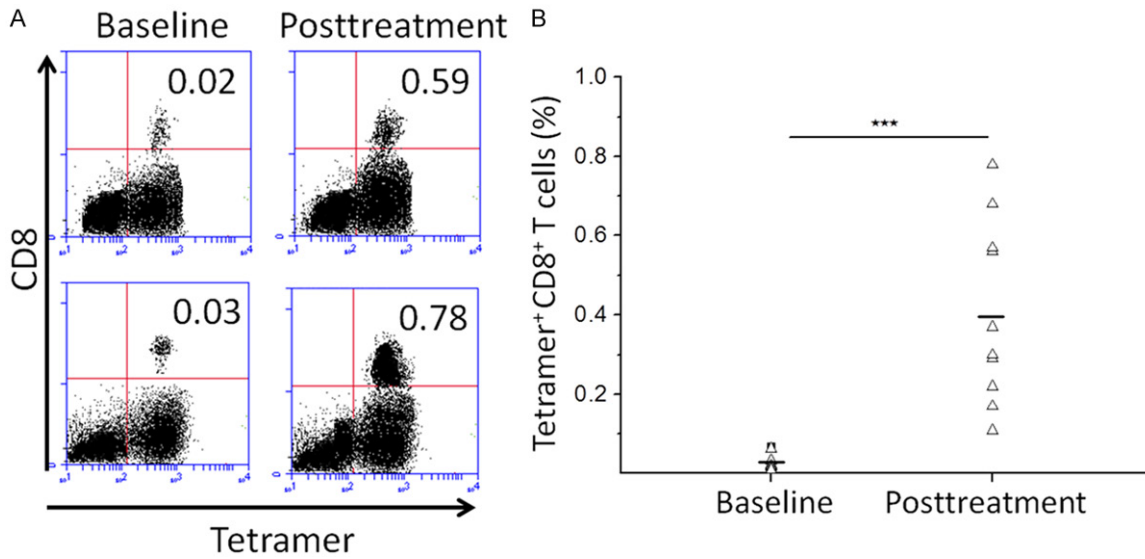 A
Baseline
Posttreatment
B
0.02
0.59
0.03
0.78
CD8
Tetramer
Tetramer⁺CD8⁺ T cells (%)
1.0
0.8
0.6
0.4
0.2
***
Baseline
Posttreatment